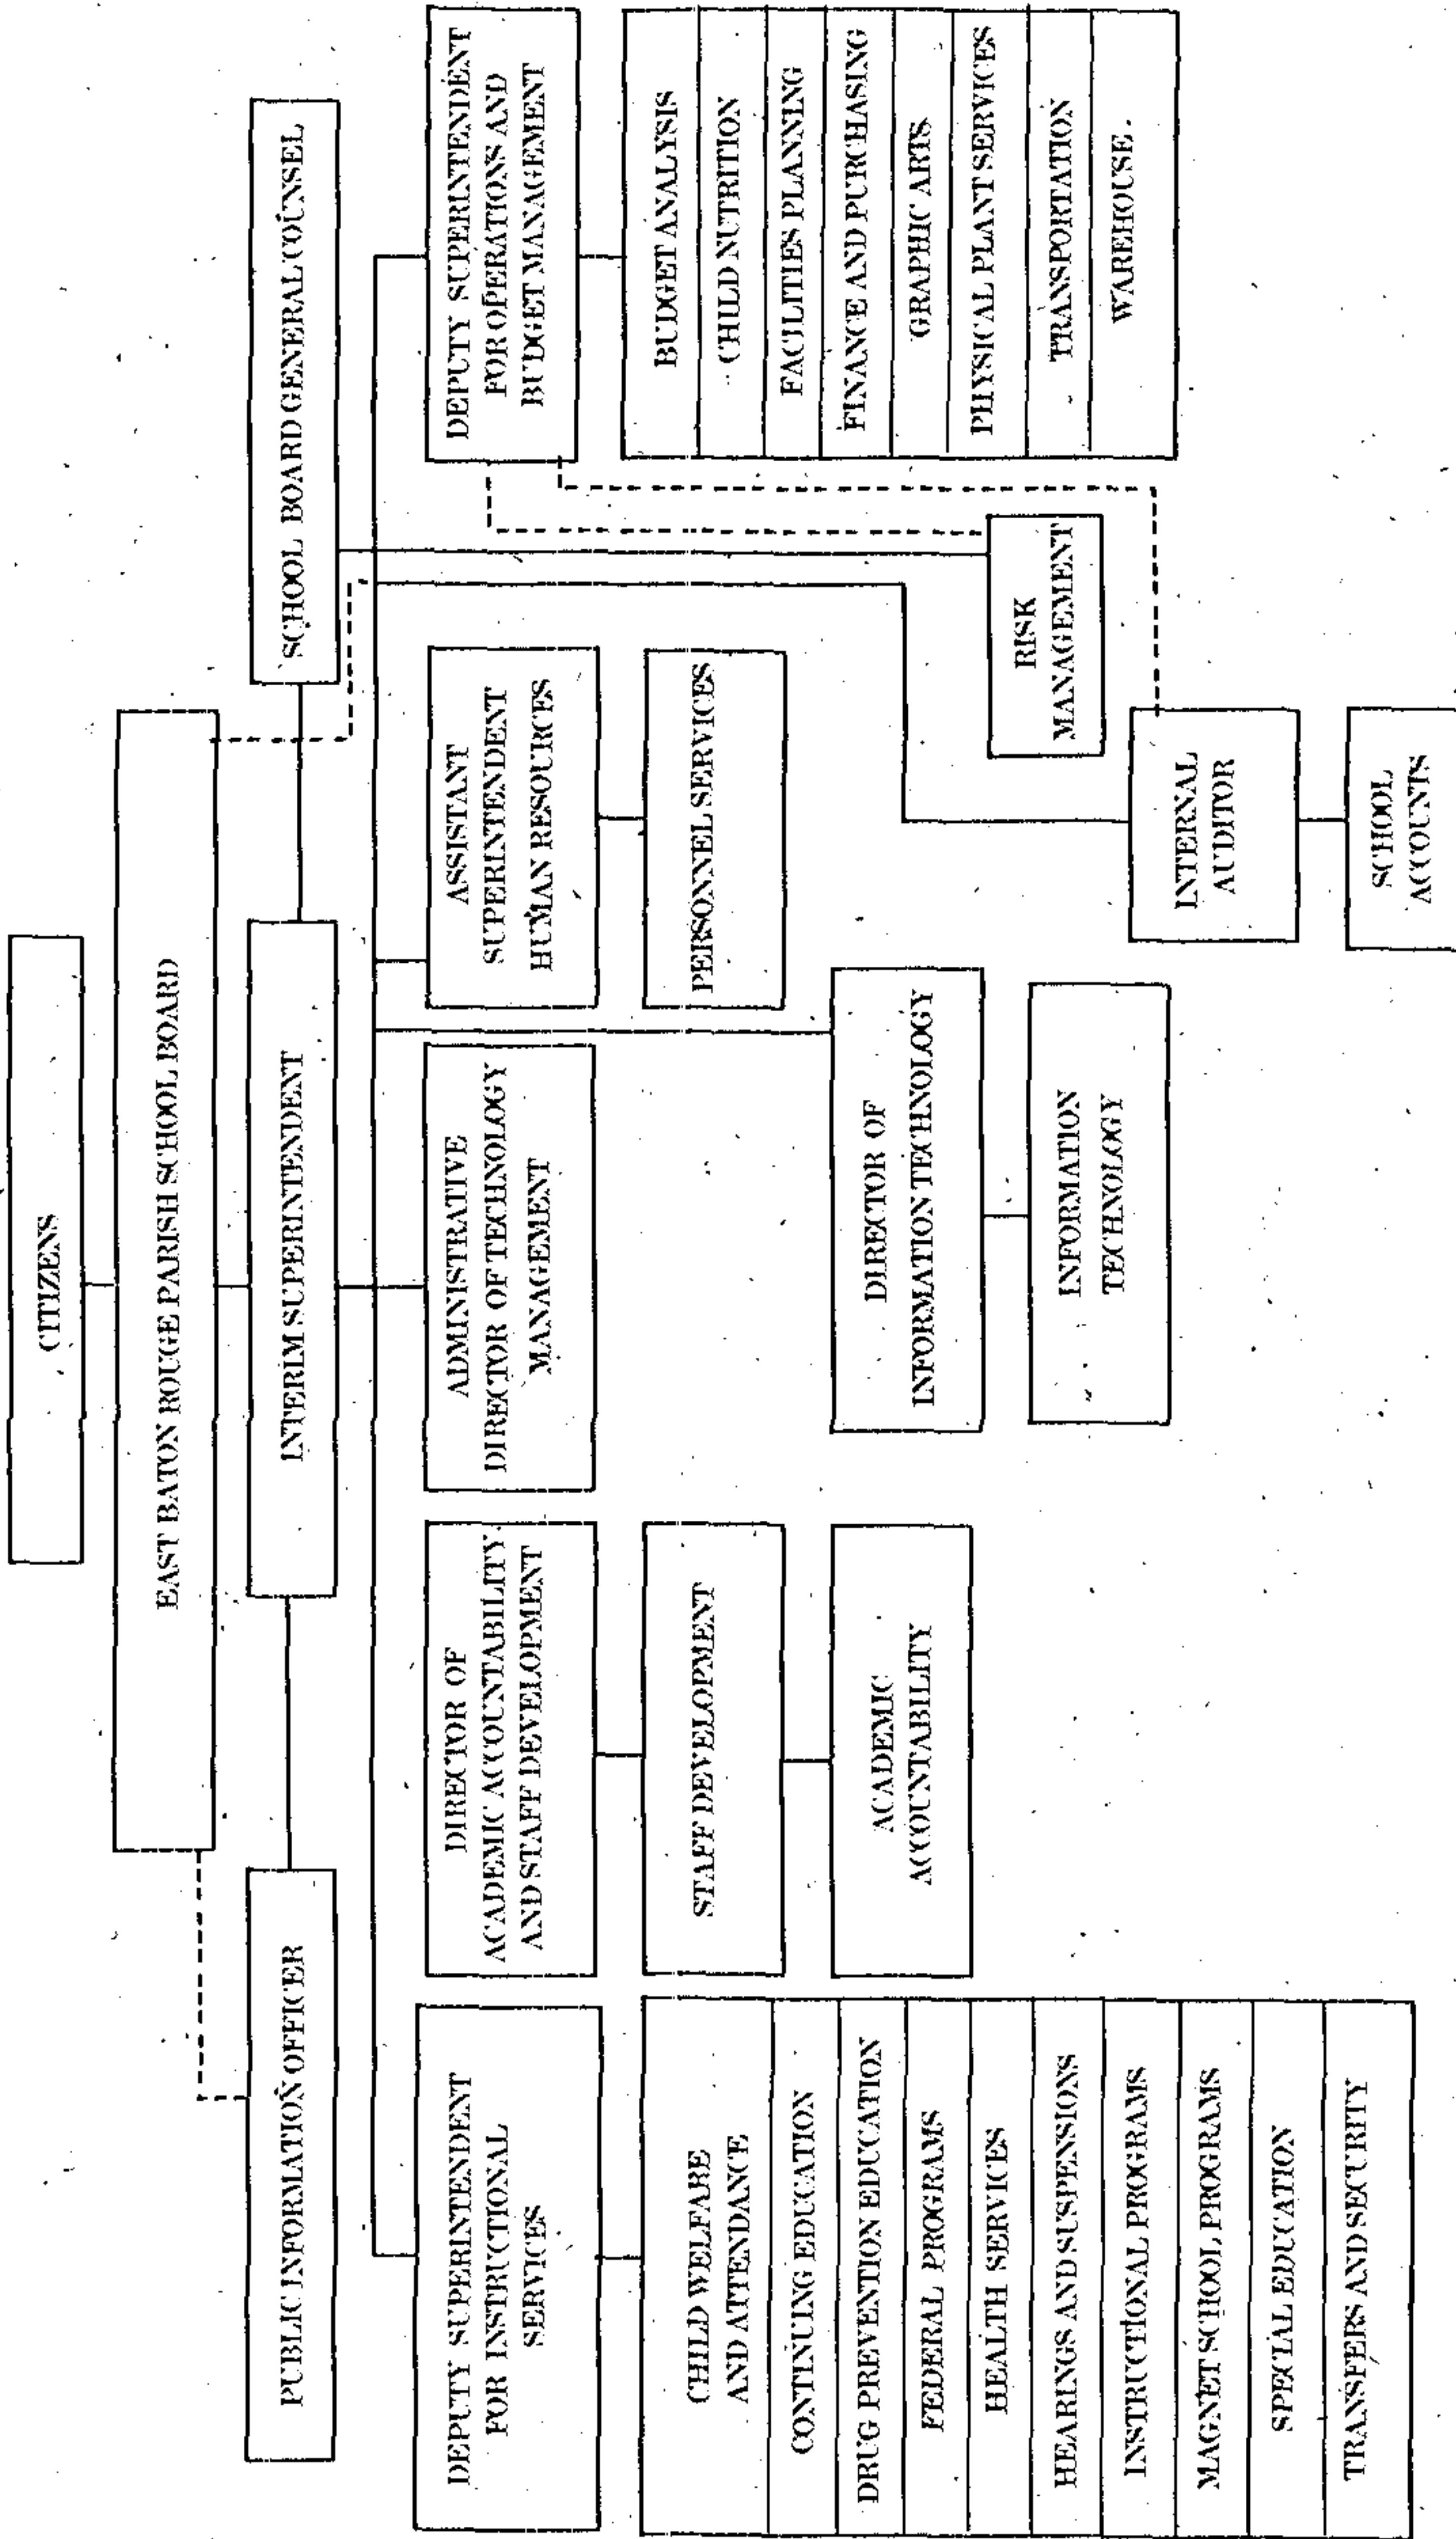 CITIZENS
EAST BATON ROUGE PARISH SCHOOL BOARD
PUBLIC INFORMATION OFFICER
INTERIM SUPERINTENDENT
SCHOOL BOARD GENERAL COUNSEL
DEPUTY SUPERINTENDENT
FOR INSTRUCTIONAL
SERVICES
CHILD WELFARE
AND ATTENDANCE
CONTINUING EDUCATION
DRUG PREVENTION EDUCATION
FEDERAL PROGRAMS
HEALTH SERVICES
HEARINGS AND SUSPENSIONS
INSTRUCTIONAL PROGRAMS
MAGNET SCHOOL PROGRAMS
SPECIAL EDUCATION
TRANSFERS AND SECURITY
DIRECTOR OF
ACADEMIC ACCOUNTABILITY
AND STAFF DEVELOPMENT
STAFF DEVELOPMENT
ACADEMIC
ACCOUNTABILITY
ADMINISTRATIVE
DIRECTOR OF TECHNOLOGY
MANAGEMENT
DIRECTOR OF
INFORMATION TECHNOLOGY
INFORMATION
TECHNOLOGY
ASSISTANT
SUPERINTENDENT
HUMAN RESOURCES
PERSONNEL SERVICES
INTERNAL
AUDITOR
SCHOOL
ACCOUNTS
RISK
MANAGEMENT
DEPUTY SUPERINTENDENT
FOR OPERATIONS AND
BUDGET MANAGEMENT
BUDGET ANALYSIS
CHILD NUTRITION
FACILITIES PLANNING
FINANCE AND PURCHASING
GRAPHIC ARTS
PHYSICAL PLANT SERVICES
TRANSPORTATION
WAREHOUSE